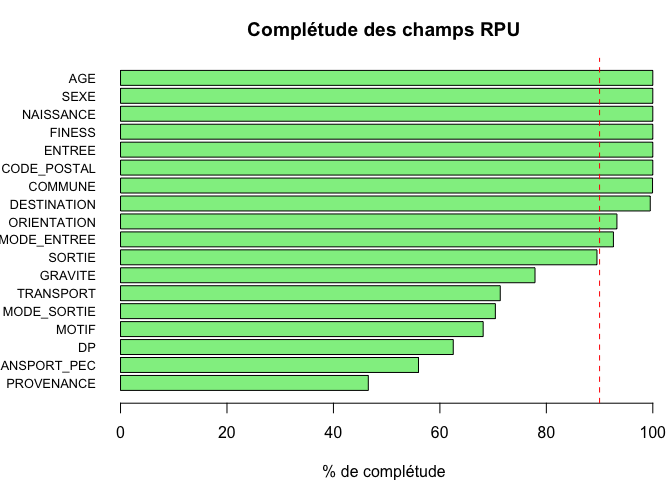 Complétude des champs RPU
AGE
SEXE
NAISSANCE
FINESS
ENTREE
CODE_POSTAL
COMMUNE
DESTINATION
ORIENTATION
MODE_ENTREE
SORTIE
GRAVITE
TRANSPORT
MODE_SORTIE
MOTIF
DP
ANSPORT_PEC
PROVENANCE
0 20 40 60 80 100
% de complétude